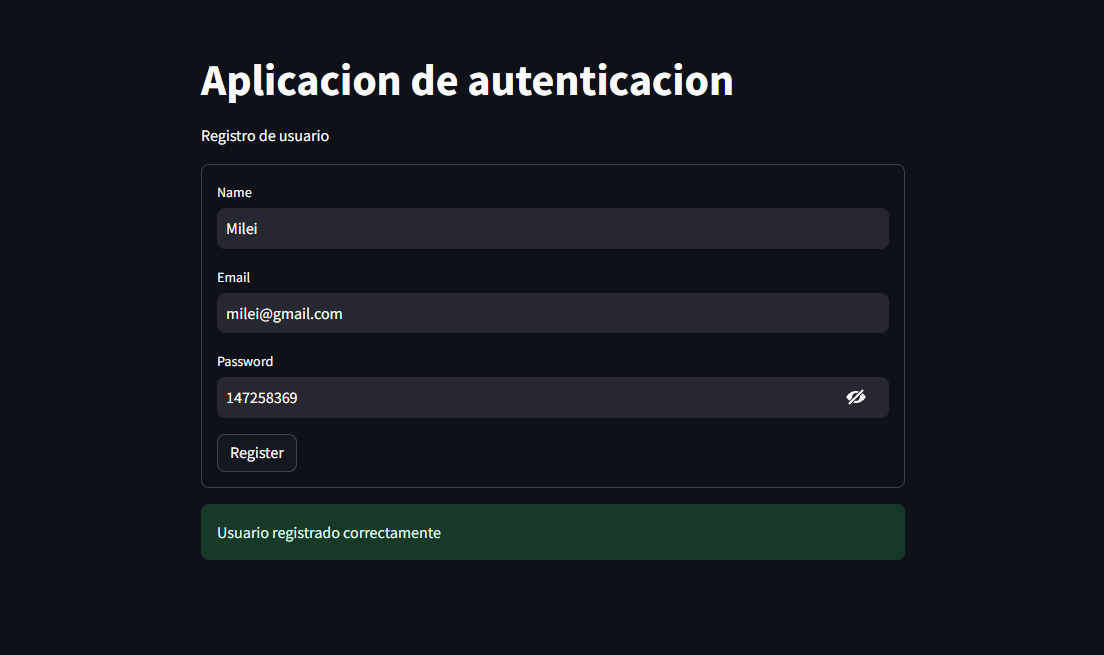 Aplicacion de autenticacion
Registro de usuario
Name
Milei
Email
milei@gmail.com
Password
147258369
Register
Usuario registrado correctamente